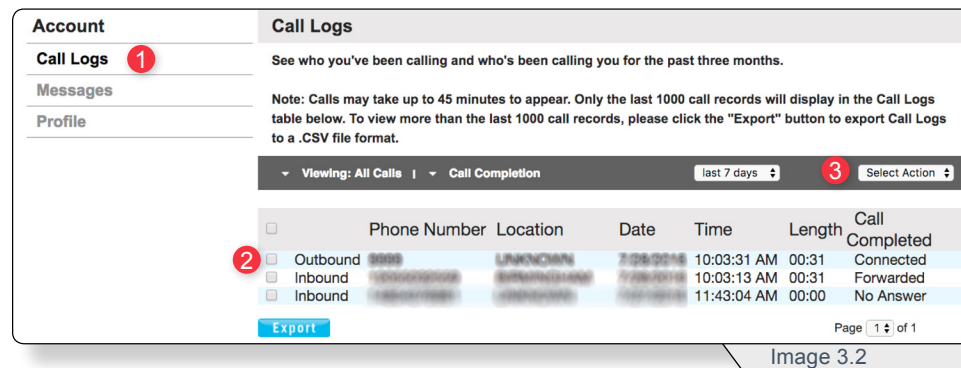 Account
Call Logs
1
Messages
Profile
Call Logs
See who you've been calling and who's been calling you for the past three months.
Note: Calls may take up to 45 minutes to appear. Only the last 1000 call records will display in the Call Logs
table below. To view more than the last 1000 call records, please click the "Export" button to export Call Logs
to a .CSV file format.
Viewing: All Calls | Call Completion last 7 days 3 Select Action
Phone Number Location Date Time Length Call Completed
2 Outbound 10:03:31 AM 00:31 Connected
Inbound 10:03:13 AM 00:31 Forwarded
Inbound 11:43:04 AM 00:00 No Answer
Export Page 1 of 1
Image 3.2